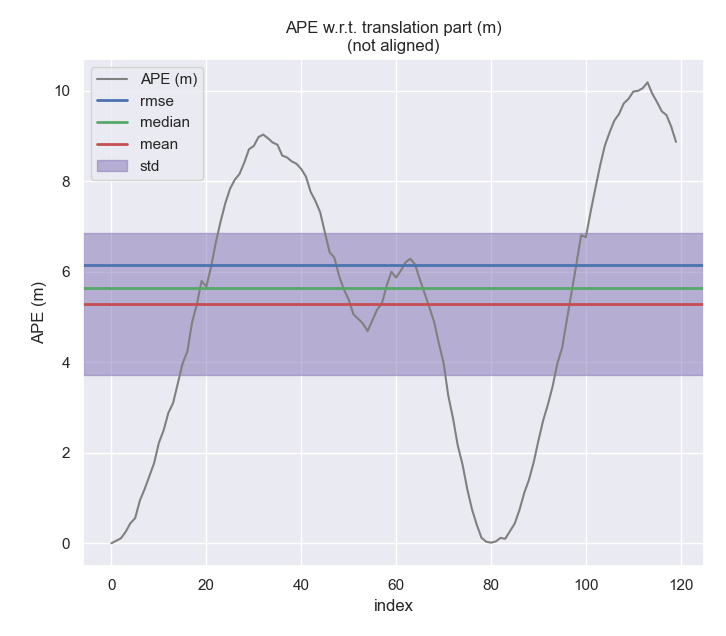 APE w.r.t. translation part (m)
(not aligned)
APE (m)
rmse
median
mean
std
10
8
6
4
2
0
APE (m)
0 20 40 60 80 100 120
index